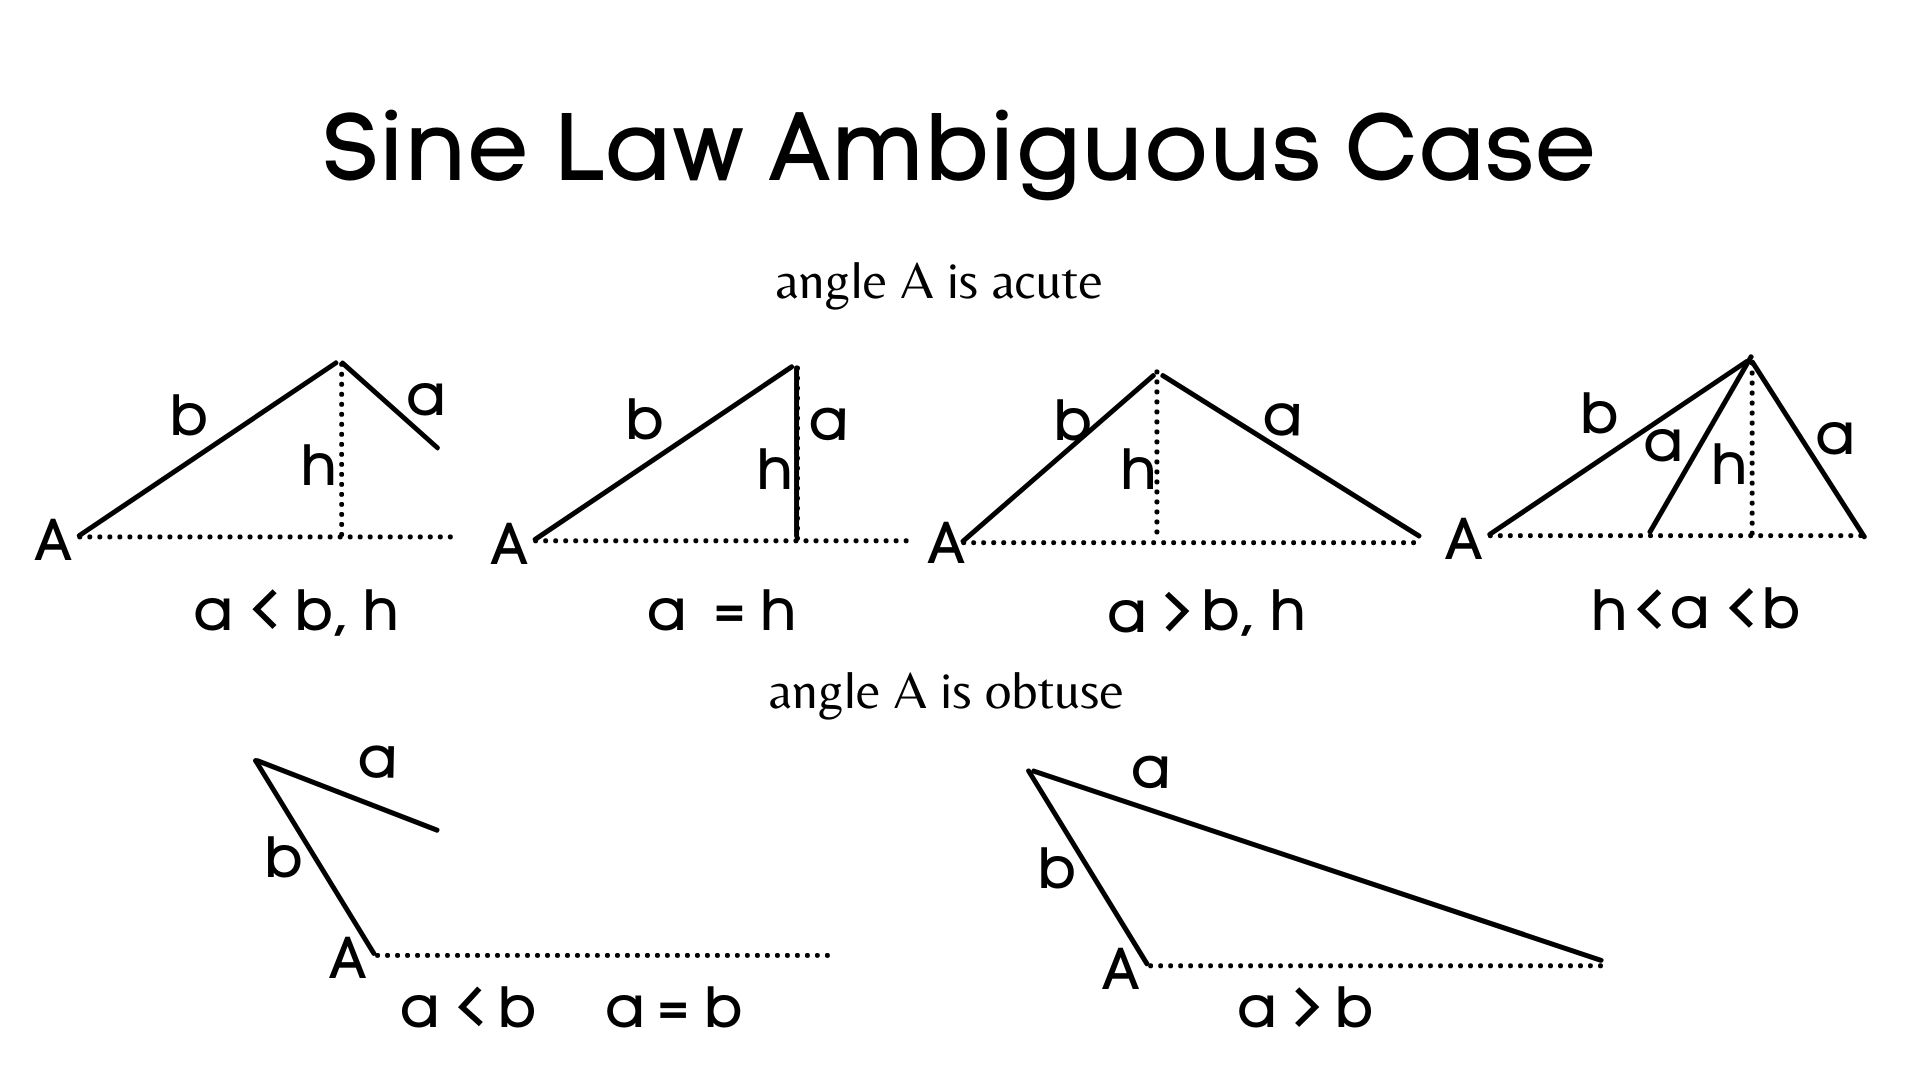 Sine Law Ambiguous Case
angle A is acute
b a h A
b a h A
b a h A
b a h a A
a < b, h
a = h
a > b, h
h < a < b
angle A is obtuse
a b A
a b A
a < b a = b
a > b